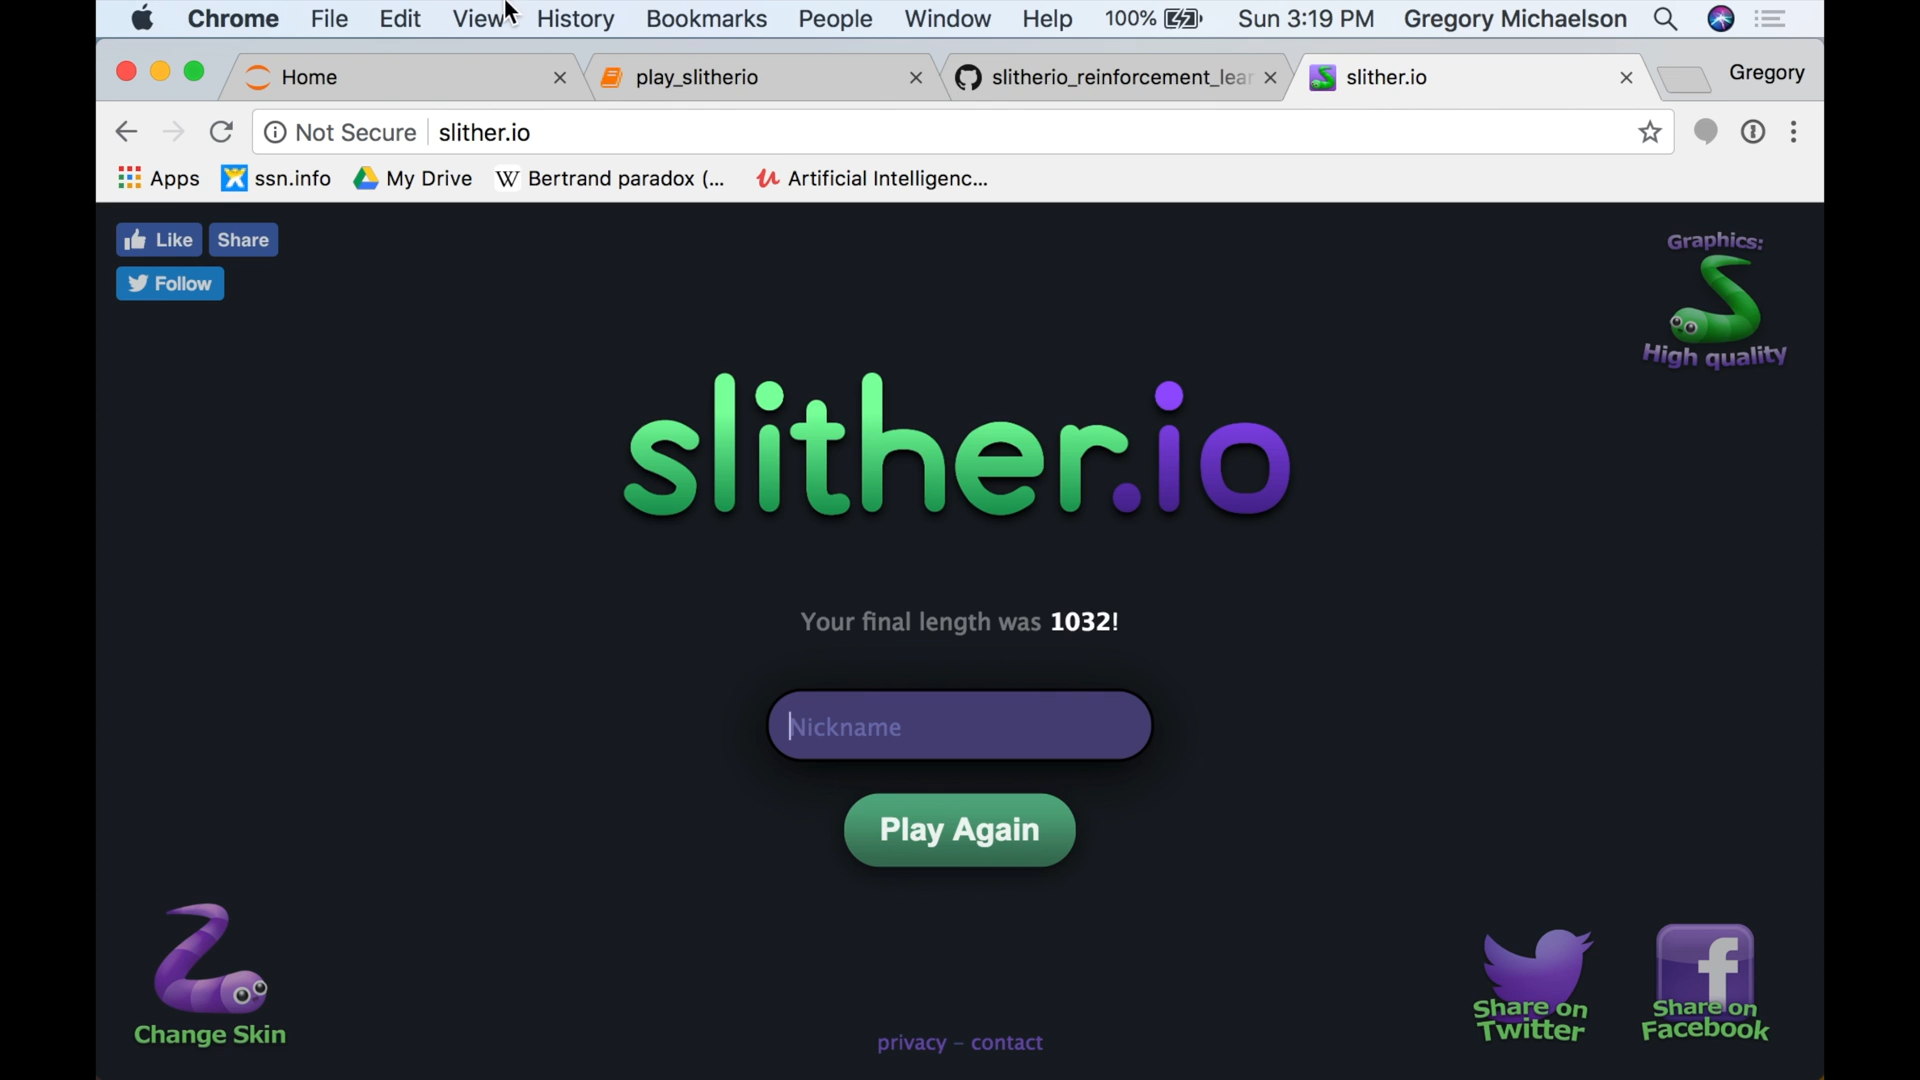 Chrome File Edit View History Bookmarks People Window Help 100% Sun 3:19 PM Gregory Michaelson
Home play_slitherio slitherio_reinforcement_lear slither.io Gregory
Not Secure slither.io
Apps ssn.info My Drive W Bertrand paradox (... Artificial Intelligenc...
Like Share
Follow
Graphics:
High quality
slither.io
Your final length was 1032!
Nickname
Play Again
Change Skin
Share on
Twitter
Share on
Facebook
privacy – contact